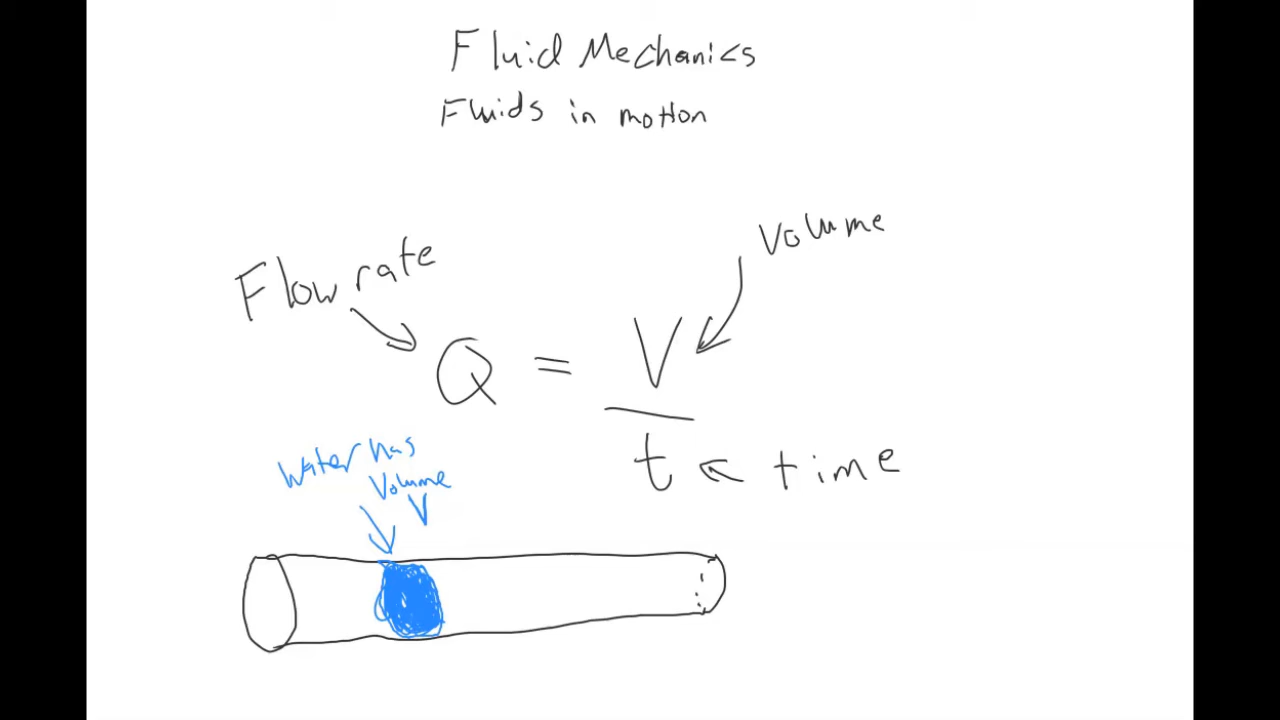 Fluid Mechanics
Fluids in motion
Volume
Flow rate
Q = V
t ← time
Water has
Volume
V